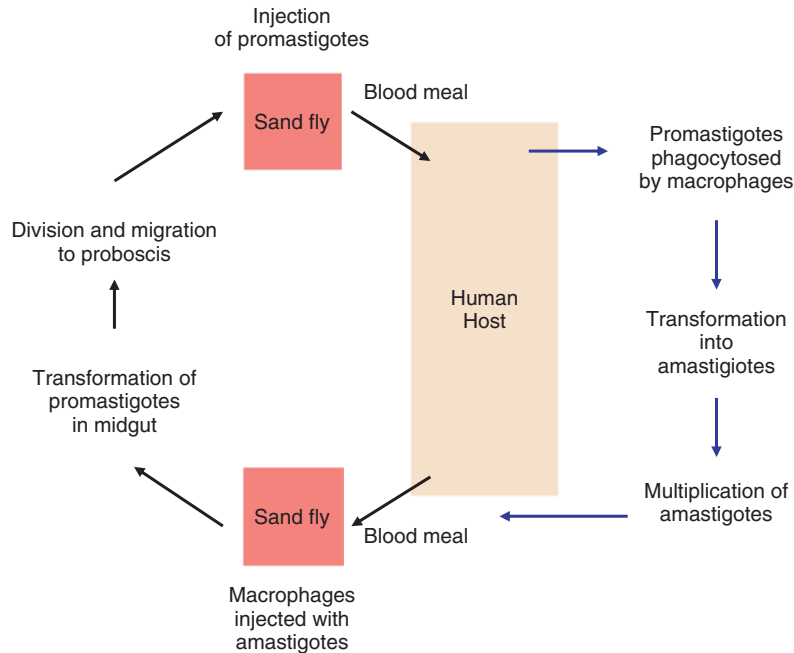 Injection
of promastigotes
Sand fly
Blood meal
Promastigotes
phagocytosed
by macrophages
Division and migration
to proboscis
Human
Host
Transformation
into
amastigiotes
Transformation of
promastigotes
in midgut
Multiplication of
amastigotes
Sand fly
Blood meal
Macrophages
injected with
amastigotes